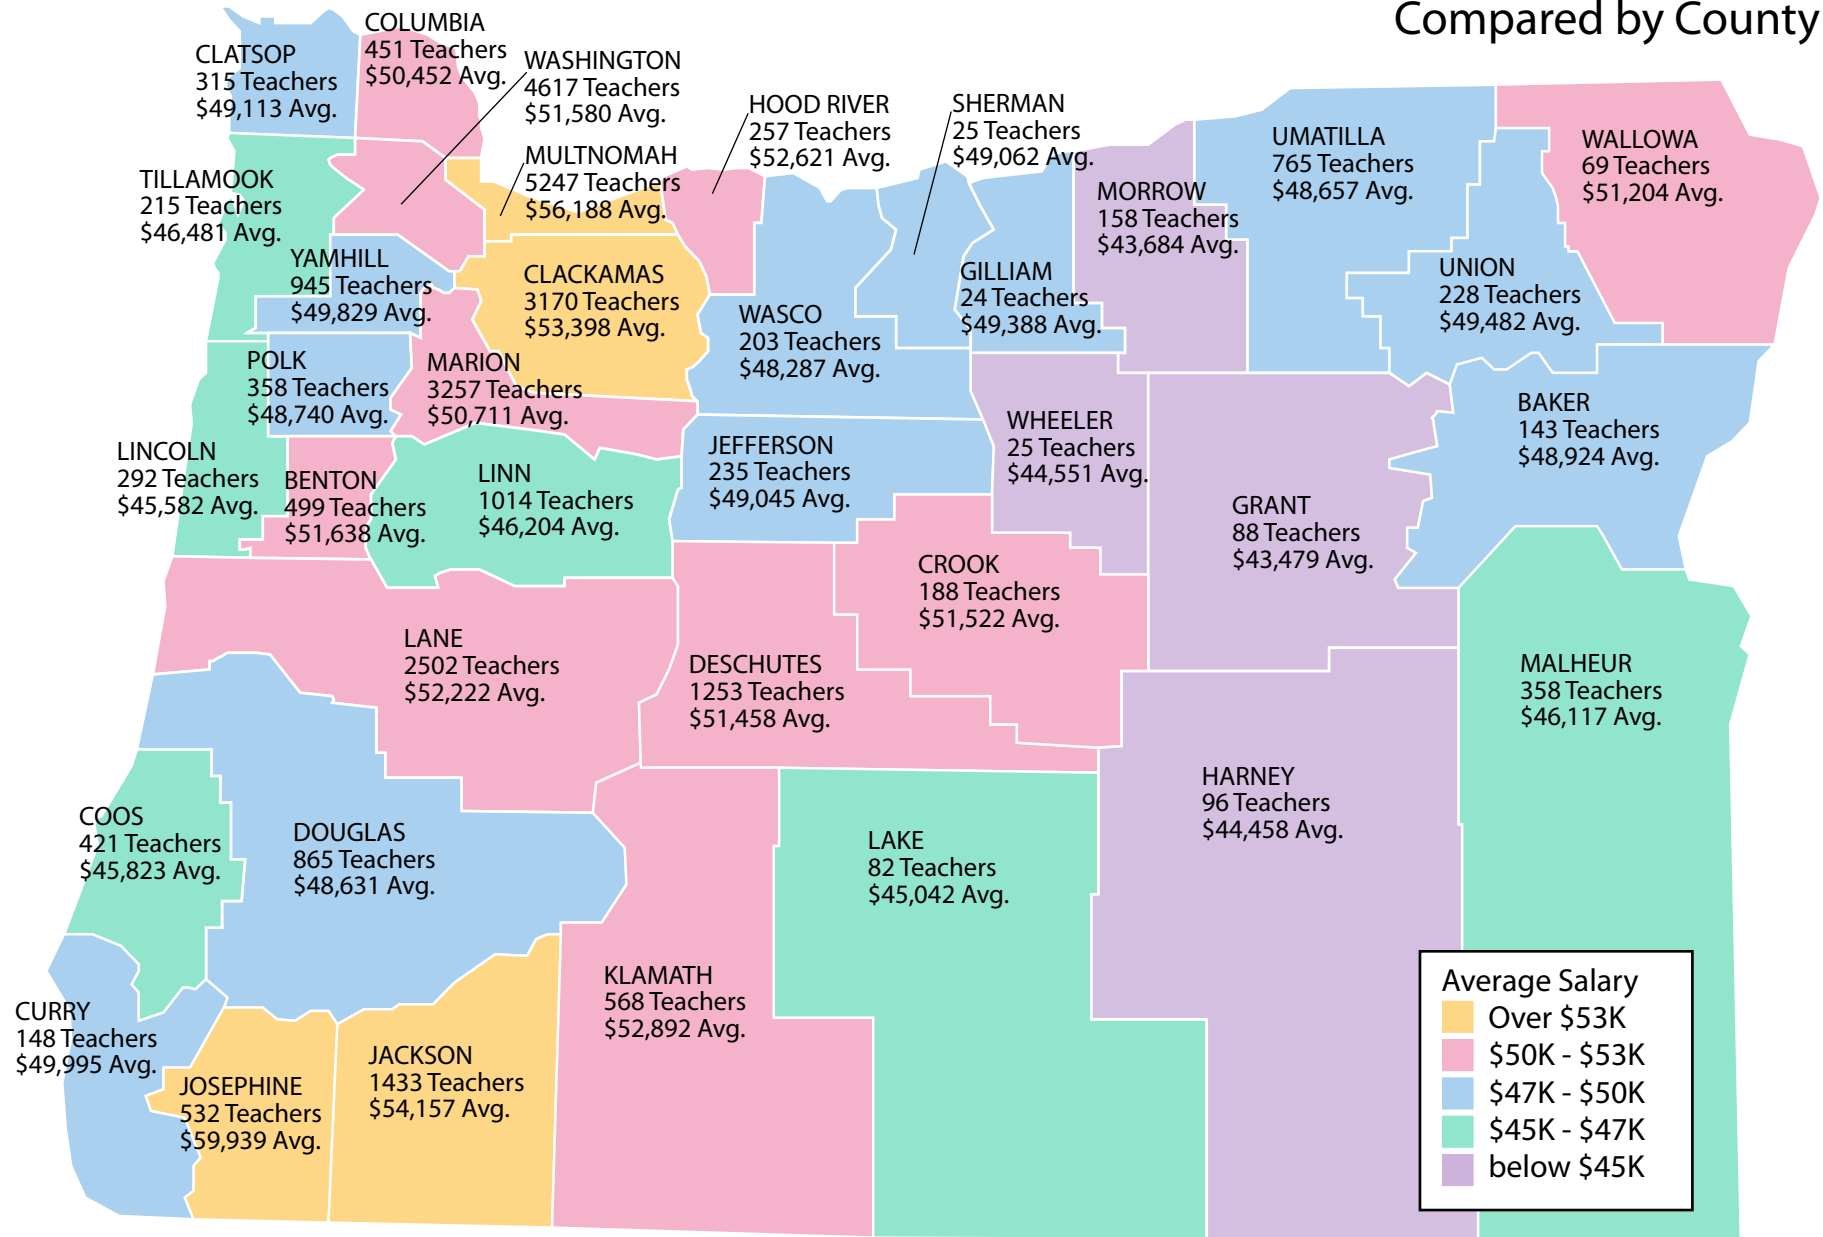 Compared by County
CLATSOP
315 Teachers
$49,113 Avg.
COLUMBIA
451 Teachers
$50,452 Avg.
WASHINGTON
4617 Teachers
$51,580 Avg.
HOOD RIVER
257 Teachers
$52,621 Avg.
SHERMAN
25 Teachers
$49,062 Avg.
UMATILLA
765 Teachers
$48,657 Avg.
WALLOWA
69 Teachers
$51,204 Avg.
TILLAMOOK
215 Teachers
$46,481 Avg.
MULTNOMAH
5247 Teachers
$56,188 Avg.
MORROW
158 Teachers
$43,684 Avg.
YAMHILL
945 Teachers
$49,829 Avg.
CLACKAMAS
3170 Teachers
$53,398 Avg.
WASCO
203 Teachers
$48,287 Avg.
GILLIAM
24 Teachers
$49,388 Avg.
UNION
228 Teachers
$49,482 Avg.
POLK
358 Teachers
$48,740 Avg.
MARION
3257 Teachers
$50,711 Avg.
WHEELER
25 Teachers
$44,551 Avg.
BAKER
143 Teachers
$48,924 Avg.
LINCOLN
292 Teachers
$45,582 Avg.
BENTON
499 Teachers
$51,638 Avg.
LINN
1014 Teachers
$46,204 Avg.
JEFFERSON
235 Teachers
$49,045 Avg.
CROOK
188 Teachers
$51,522 Avg.
GRANT
88 Teachers
$43,479 Avg.
LANE
2502 Teachers
$52,222 Avg.
DESCHUTES
1253 Teachers
$51,458 Avg.
MALHEUR
358 Teachers
$46,117 Avg.
COOS
421 Teachers
$45,823 Avg.
DOUGLAS
865 Teachers
$48,631 Avg.
LAKE
82 Teachers
$45,042 Avg.
HARNEY
96 Teachers
$44,458 Avg.
CURRY
148 Teachers
$49,995 Avg.
JOSEPHINE
532 Teachers
$59,939 Avg.
JACKSON
1433 Teachers
$54,157 Avg.
KLAMATH
568 Teachers
$52,892 Avg.
Average Salary
Over $53K
$50K - $53K
$47K - $50K
$45K - $47K
below $45K